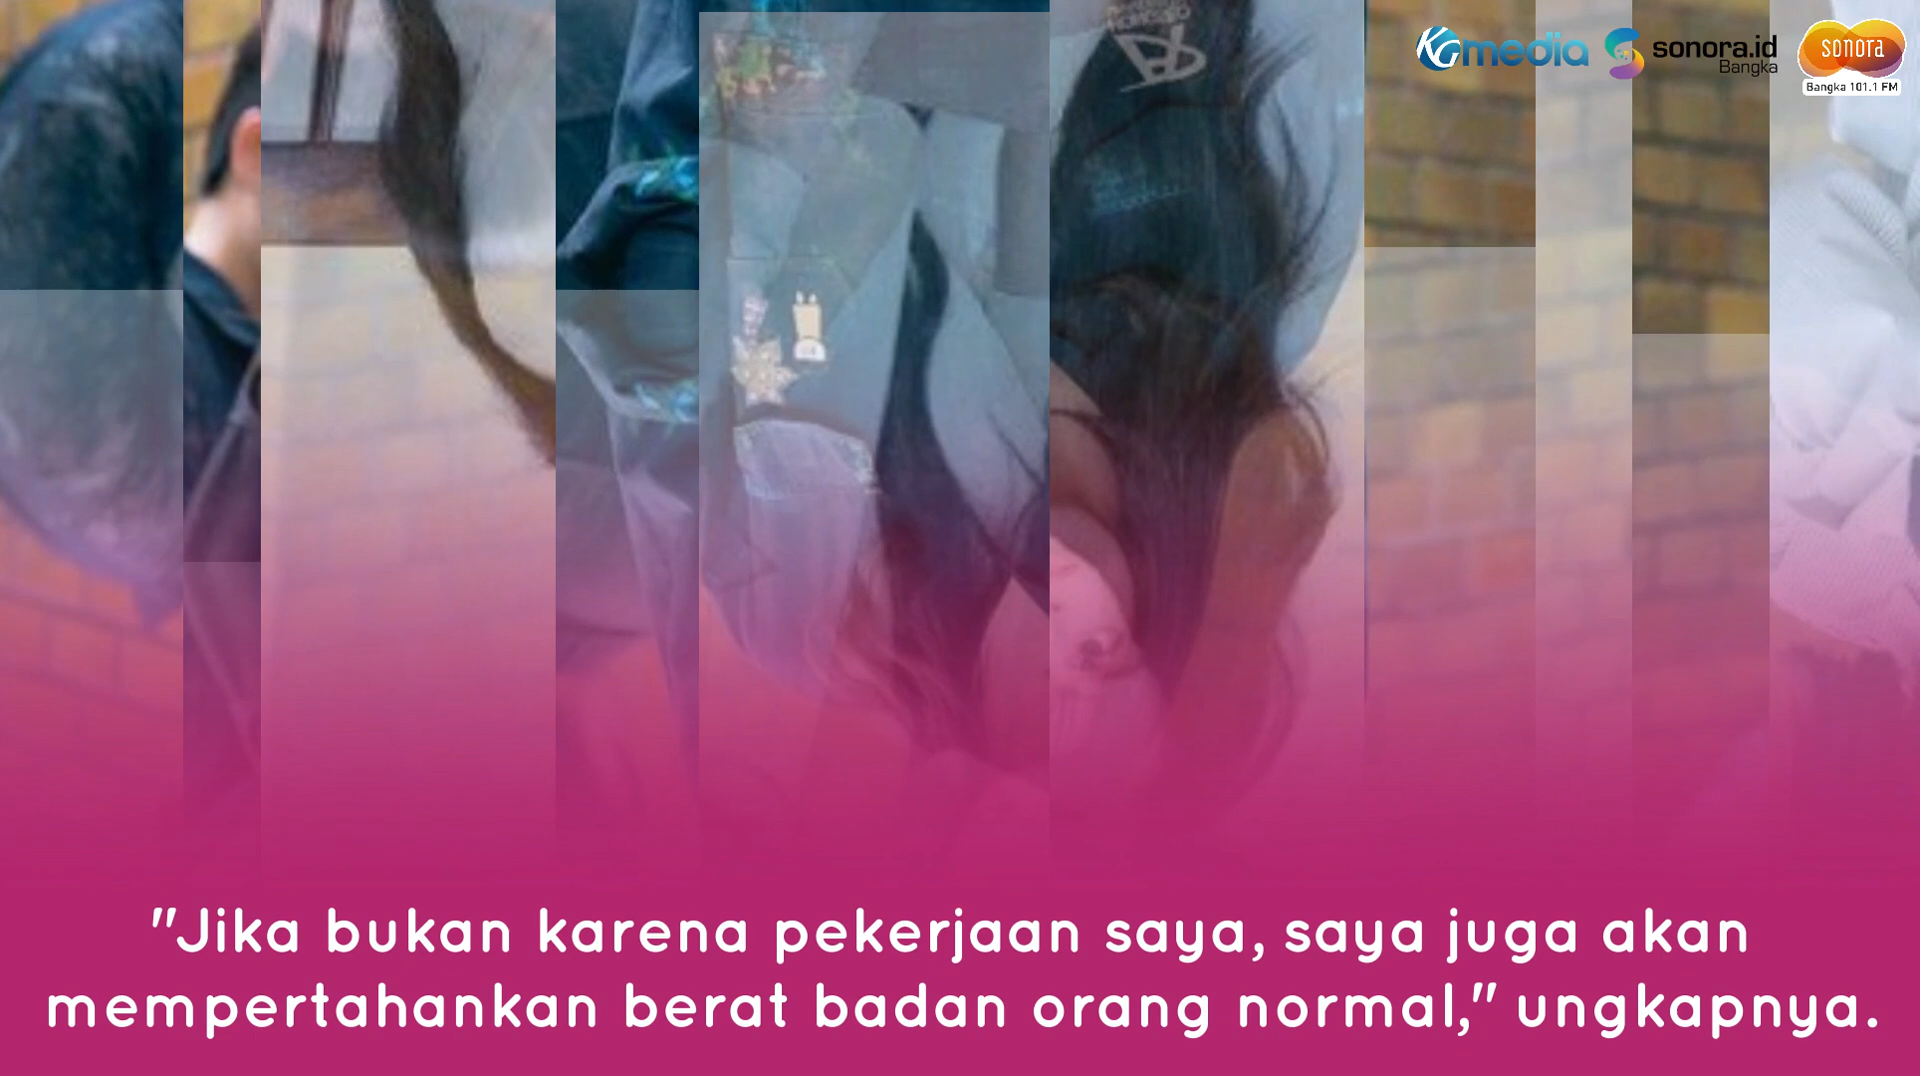 KG media
sonora.id
Bangka
sonora
Bangka 101.1 FM
"Jika bukan karena pekerjaan saya, saya juga akan
mempertahankan berat badan orang normal," ungkapnya.